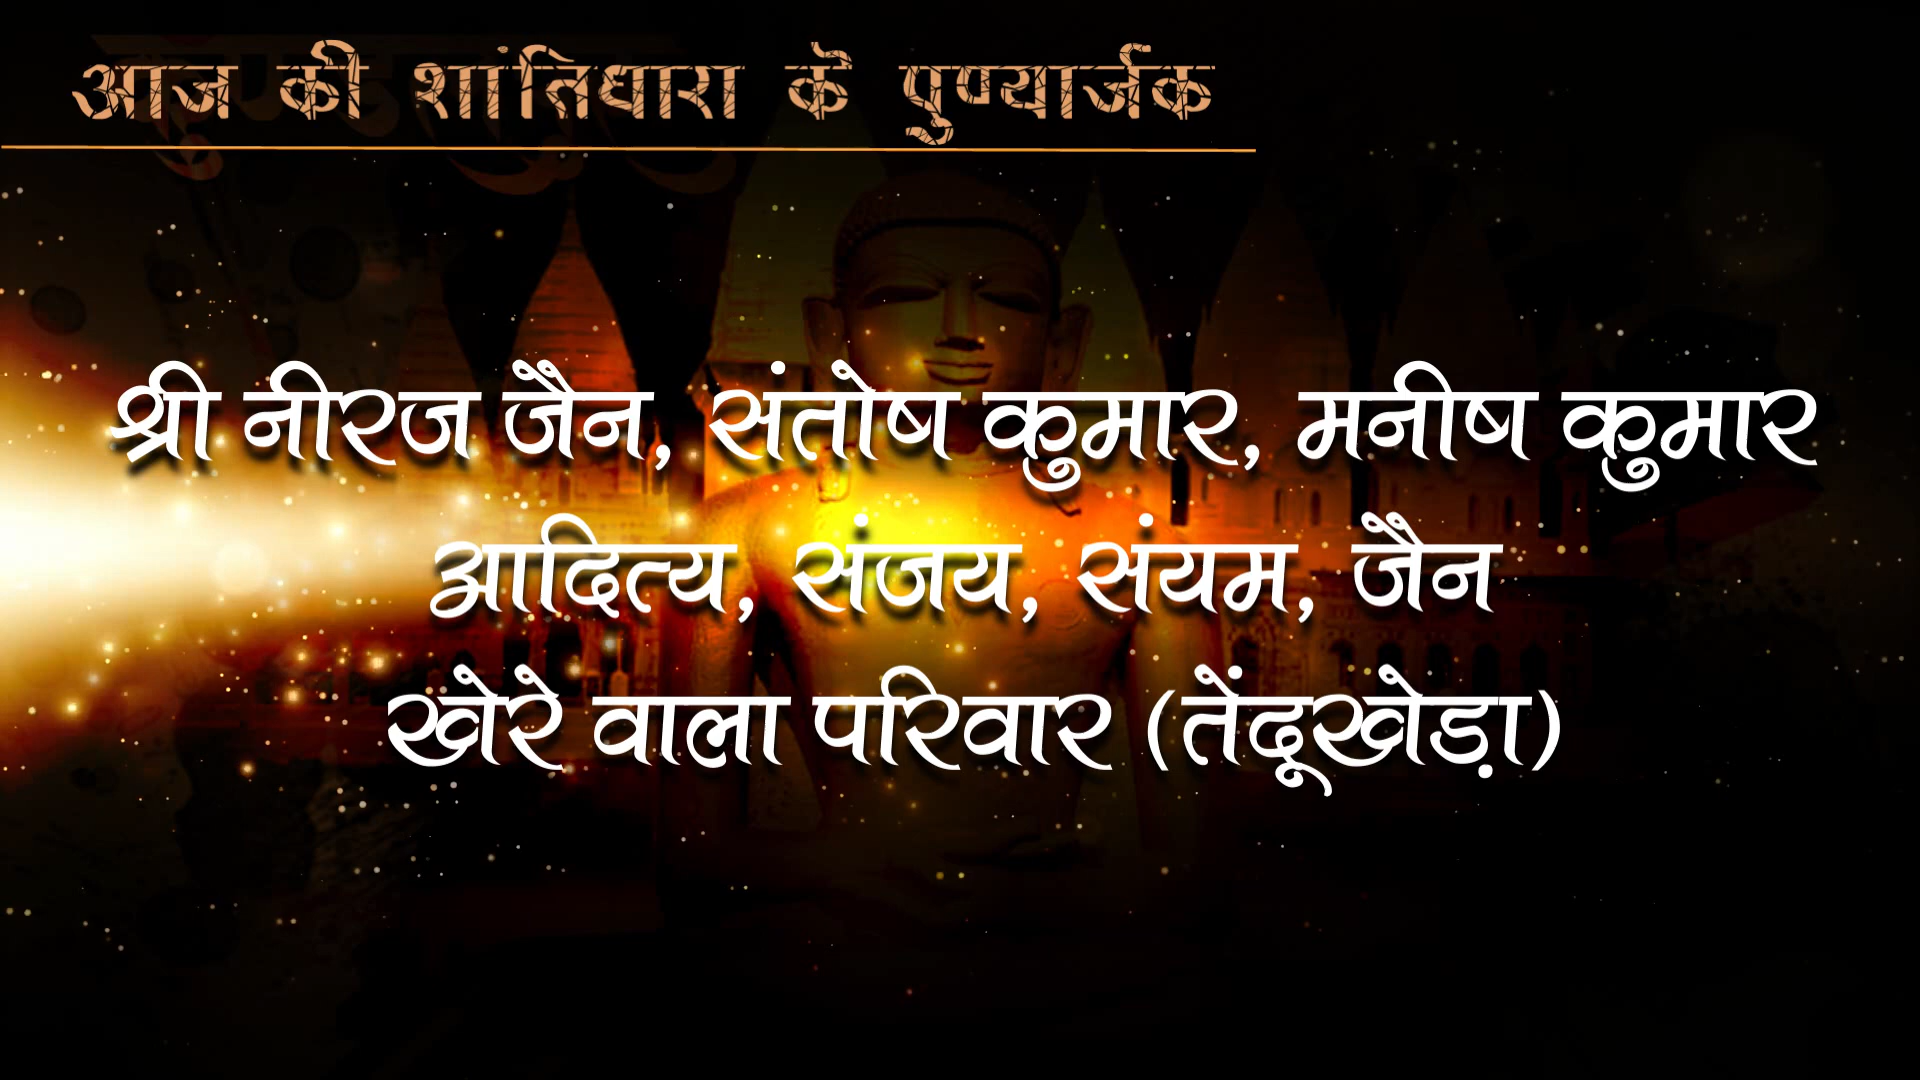 आज की शांतिधारा के पुण्यार्जक
श्री नीरज जैन, संतोष कुमार, मनीष कुमार
आदित्य, संजय, संयम, जैन
खेरे वाला परिवार (तेंदूखेड़ा)